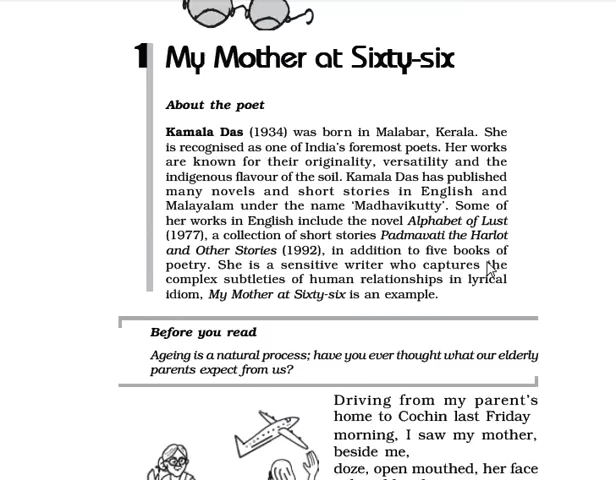 1 My Mother at Sixty-six
About the poet
Kamala Das (1934) was born in Malabar, Kerala. She
is recognised as one of India's foremost poets. Her works
are known for their originality, versatility and the
indigenous flavour of the soil. Kamala Das has published
many novels and short stories in English and
Malayalam under the name 'Madhavikutty'. Some of
her works in English include the novel Alphabet of Lust
(1977), a collection of short stories Padmavati the Harlot
and Other Stories (1992), in addition to five books of
poetry. She is a sensitive writer who captures the
complex subtleties of human relationships in lyrical
idiom, My Mother at Sixty-six is an example.
Before you read
Ageing is a natural process; have you ever thought what our elderly
parents expect from us?
Driving from my parent's
home to Cochin last Friday
morning, I saw my mother,
beside me,
doze, open mouthed, her face